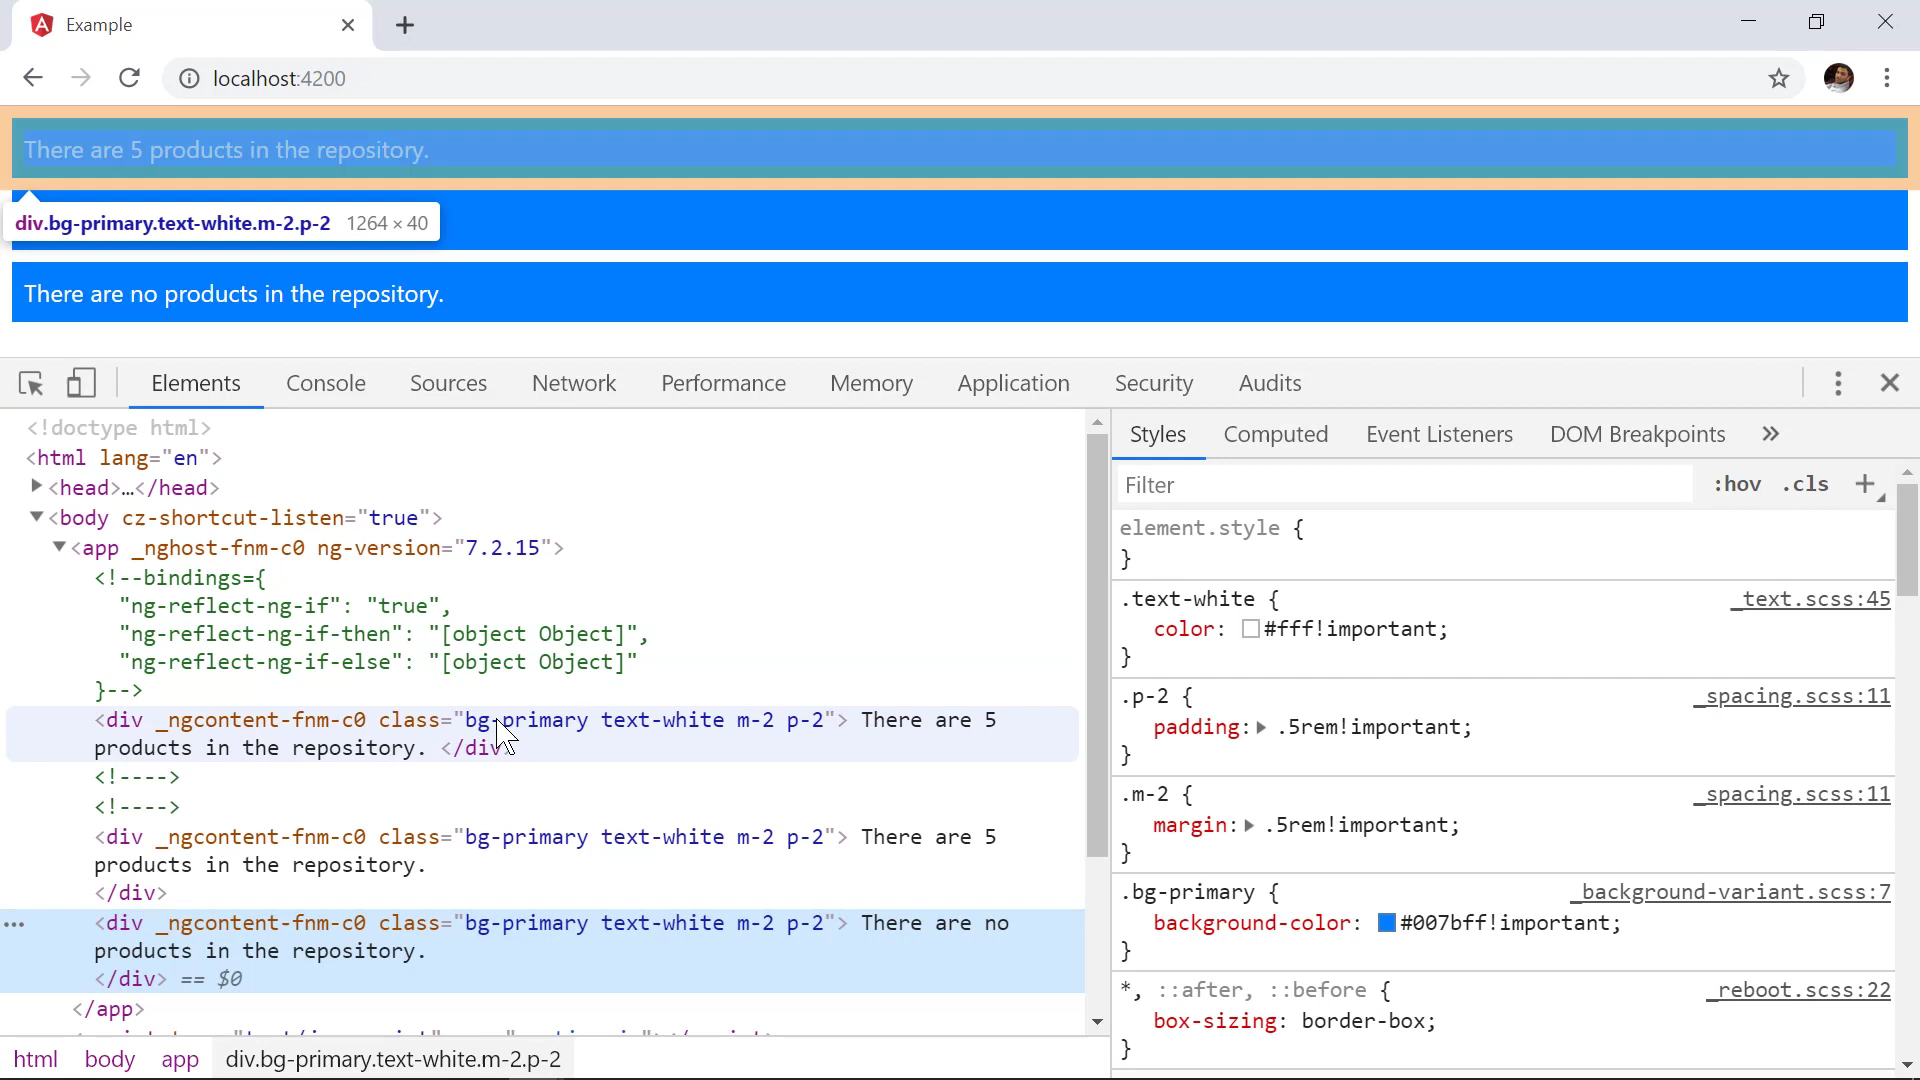 Example
localhost:4200
There are 5 products in the repository.
div.bg-primary.text-white.m-2.p-2 1264 × 40
There are no products in the repository.
Elements Console Sources Network Performance Memory Application Security Audits
<!doctype html>
<html lang="en">
<head>…</head>
<body cz-shortcut-listen="true">
<app _nghost-fnm-c0 ng-version="7.2.15">
<!--bindings={
"ng-reflect-ng-if": "true",
"ng-reflect-ng-if-then": "[object Object]",
"ng-reflect-ng-if-else": "[object Object]"
}-->
<div _ngcontent-fnm-c0 class="bg-primary text-white m-2 p-2"> There are 5
products in the repository. </div>
<!---->
<!---->
<div _ngcontent-fnm-c0 class="bg-primary text-white m-2 p-2"> There are 5
products in the repository.
</div>
<div _ngcontent-fnm-c0 class="bg-primary text-white m-2 p-2"> There are no
products in the repository.
</div> == $0
</app>
html body app div.bg-primary.text-white.m-2.p-2
Styles Computed Event Listeners DOM Breakpoints »
Filter :hov .cls +
element.style {
}
.text-white { _text.scss:45
color: #fff!important;
}
.p-2 { _spacing.scss:11
padding: .5rem!important;
}
.m-2 { _spacing.scss:11
margin: .5rem!important;
}
.bg-primary { _background-variant.scss:7
background-color: #007bff!important;
}
*, ::after, ::before { _reboot.scss:22
box-sizing: border-box;
}